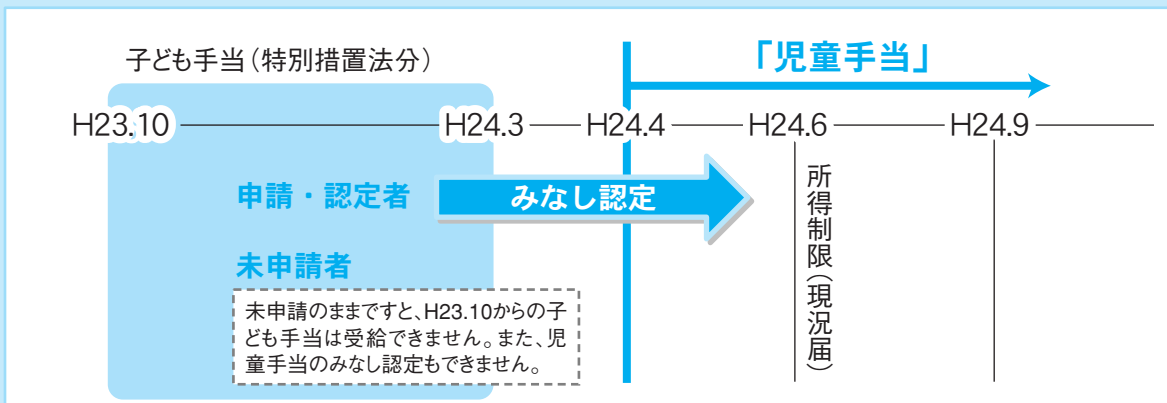 子ども手当（特別措置法分）
「児童手当」
H23.10
H24.3
H24.4
H24.6
H24.9
申請・認定者
みなし認定
所得制限（現況届）
未申請者
未申請のままですと、H23.10からの子
ども手当は受給できません。また、児
童手当のみなし認定もできません。